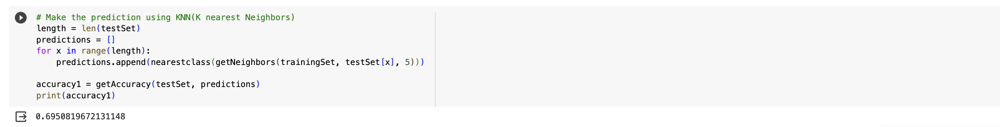 # Make the prediction using KNN(K nearest Neighbors)
length = len(testSet)
predictions = []
for x in range(length):
    predictions.append(nearestclass(getNeighbors(trainingSet, testSet[x], 5)))

accuracy1 = getAccuracy(testSet, predictions)
print(accuracy1)
0.6950819672131148